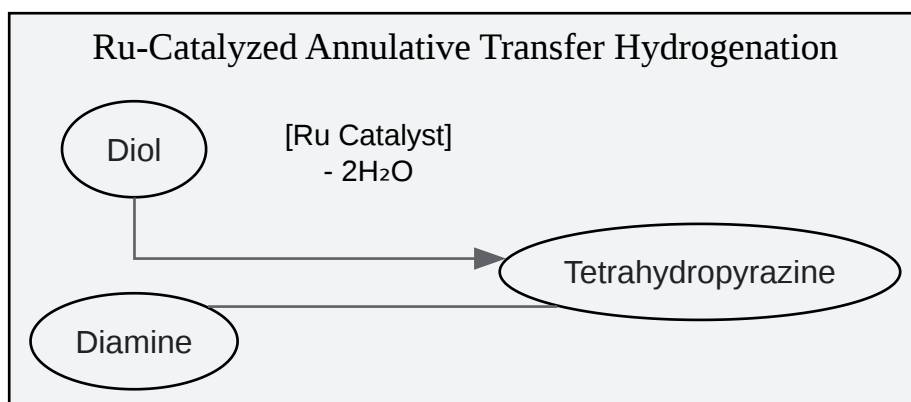 Ru-Catalyzed Annulative Transfer Hydrogenation
Diol
[Ru Catalyst]
- 2H₂O
Tetrahydropyrazine
Diamine